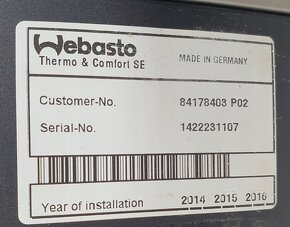 Webasto
Thermo & Comfort SE MADE IN GERMANY
Customer-No. 84178403 P02
Serial-No. 1422231107
Year of installation 2014 2015 2016